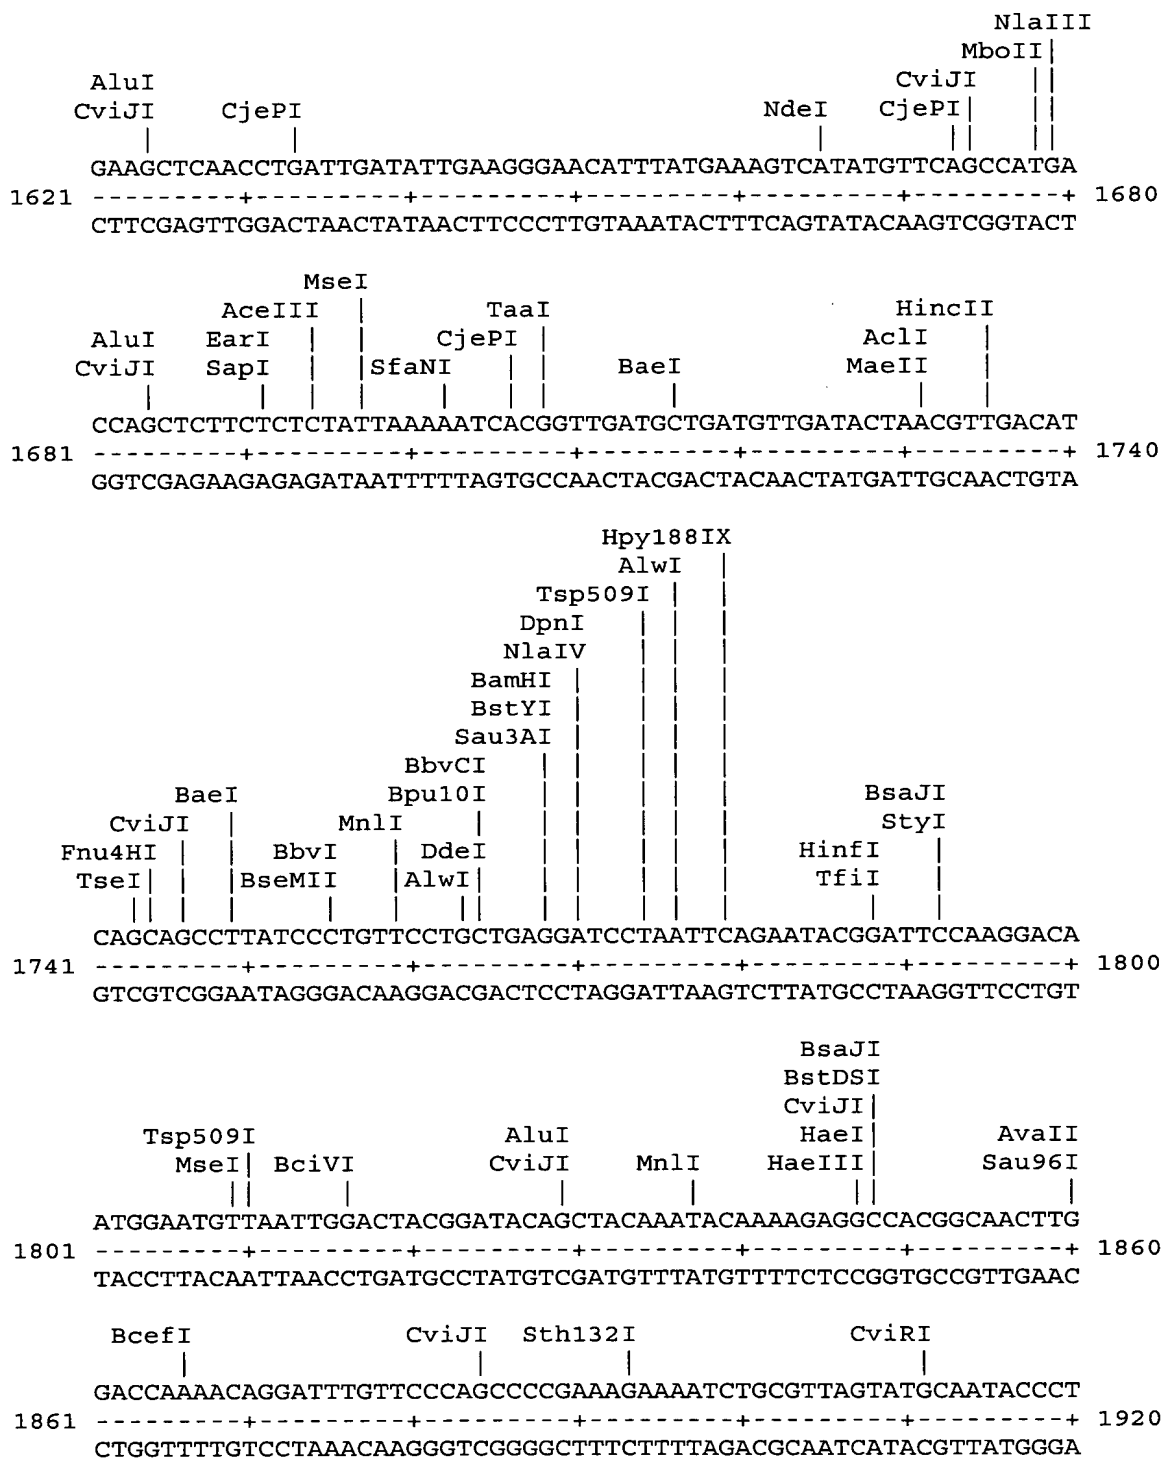 NlaIII
MboII
AluI CviJI
CviJI CjePI NdeI CjePI
GAAGCTCAACCTGATTGATATTGAAGGGAACATTTATGAAAGTCATATGTTCAGCCATGA
1621 ---------+---------+---------+---------+---------+---------+ 1680
CTTCGAGTTGGACTAACTATAACTTCCCTTGTAAATACTTTCAGTATACAAGTCGGTACT
MseI
AceIII TaaI HincII
AluI EarI CjePI AclI
CviJI SapI SfaNI BaeI MaeII
CCAGCTCTTCTCTCTATTAAAAATCACGGTTGATGCTGATGTTGATACTAACGTTGACAT
1681 ---------+---------+---------+---------+---------+---------+ 1740
GGTCGAGAAGAGAGATAATTTTTAGTGCCAACTACGACTACAACTATGATTGCAACTGTA
Hpy188IX
AlwI
Tsp509I
DpnI
NlaIV
BamHI
BstYI
Sau3AI
BbvCI
BaeI Bpu10I BsaJI
CviJI MnlI StyI
Fnu4HI BbvI DdeI HinfI
TseI BseMII AlwI TfiI
CAGCAGCCTTATCCCTGTTCCTGCTGAGGATCCTAATTCAGAATACGGATTCCAAGGACA
1741 ---------+---------+---------+---------+---------+---------+ 1800
GTCGTCGGAATAGGGACAAGGACGACTCCTAGGATTAAGTCTTATGCCTAAGGTTCCTGT
BsaJI
BstDSI
CviJI
Tsp509I AluI HaeI AvaII
MseI BciVI CviJI MnlI HaeIII Sau96I
ATGGAATGTTAATTGGACTACGGATACAGCTACAAATACAAAAGAGGCCACGGCAACTTG
1801 ---------+---------+---------+---------+---------+---------+ 1860
TACCTTACAATTAACCTGATGCCTATGTCGATGTTTATGTTTTCTCCGGTGCCGTTGAAC
BcefI CviJI Sth132I CviRI
GACCAAAACAGGATTTGTTCCCAGCCCCGAAAGAAAATCTGCGTTAGTATGCAATACCCT
1861 ---------+---------+---------+---------+---------+---------+ 1920
CTGGTTTTGTCCTAAACAAGGGTCGGGGCTTTCTTTTAGACGCAATCATACGTTATGGGA